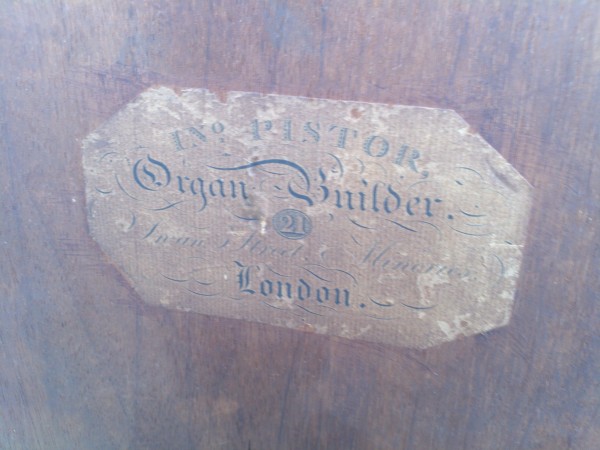 JNº. PISTOR,
Organ Builder.
21
Swan Street, Minories,
London.